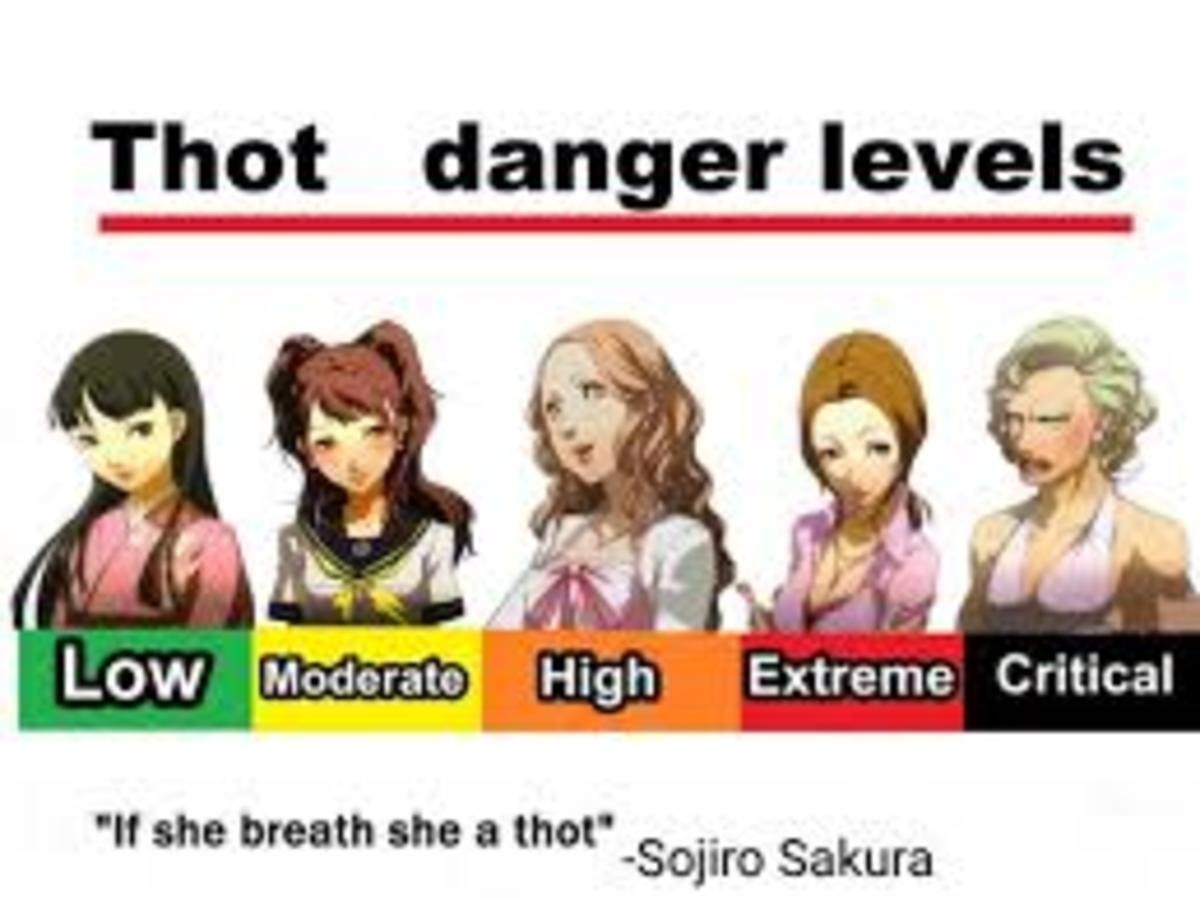 Thot danger levels
Low Moderate High Extreme Critical
"If she breath she a thot"
-Sojiro Sakura